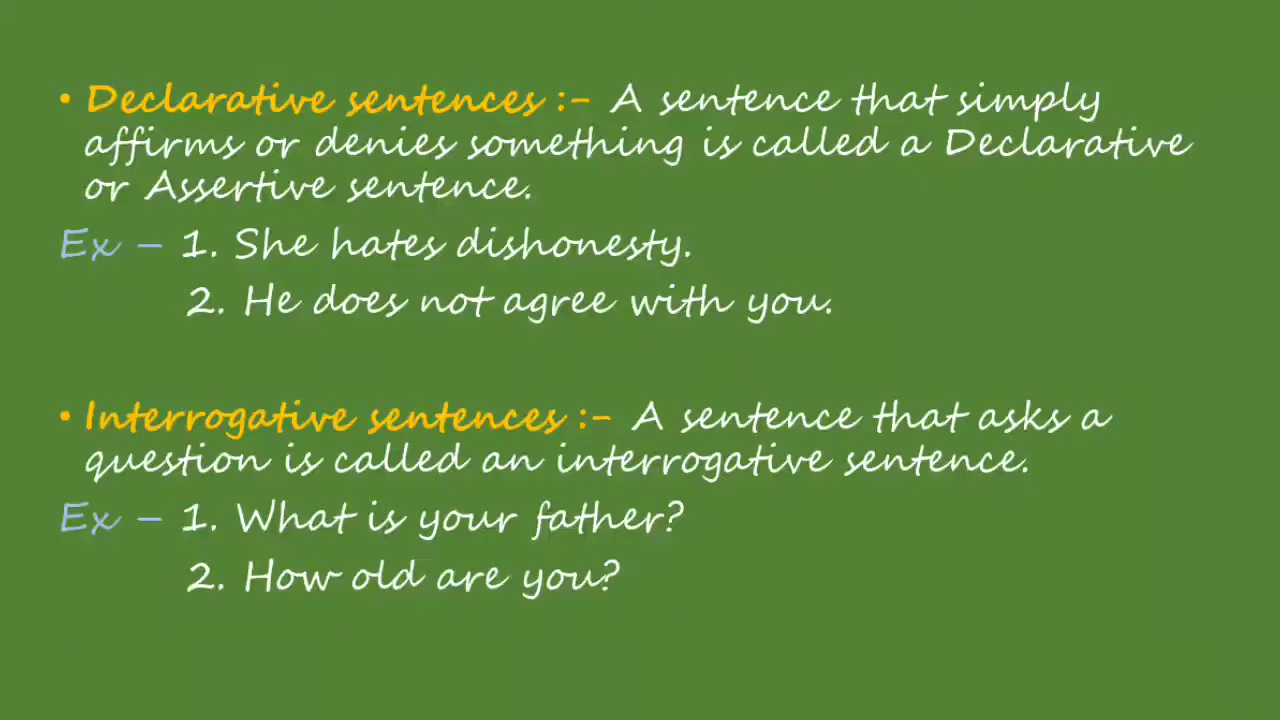 • Declarative sentences :- A sentence that simply
affirms or denies something is called a Declarative
or Assertive sentence.
Ex – 1. She hates dishonesty.
2. He does not agree with you.
• Interrogative sentences :- A sentence that asks a
question is called an interrogative sentence.
Ex – 1. What is your father?
2. How old are you?